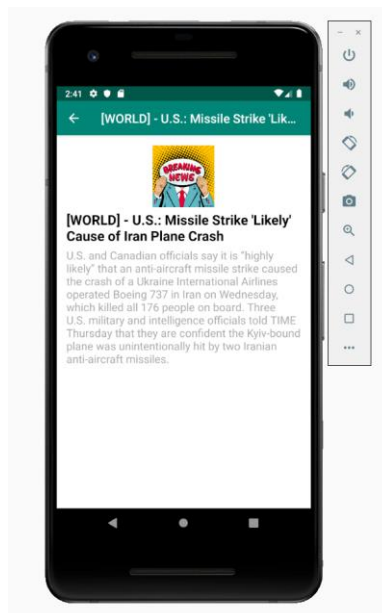 2:41
[WORLD] - U.S.: Missile Strike 'Lik...
BREAKING
NEWS
[WORLD] - U.S.: Missile Strike 'Likely'
Cause of Iran Plane Crash
U.S. and Canadian officials say it is "highly
likely" that an anti-aircraft missile strike caused
the crash of a Ukraine International Airlines
operated Boeing 737 in Iran on Wednesday,
which killed all 176 people on board. Three
U.S. military and intelligence officials told TIME
Thursday that they are confident the Kyiv-bound
plane was unintentionally hit by two Iranian
anti-aircraft missiles.